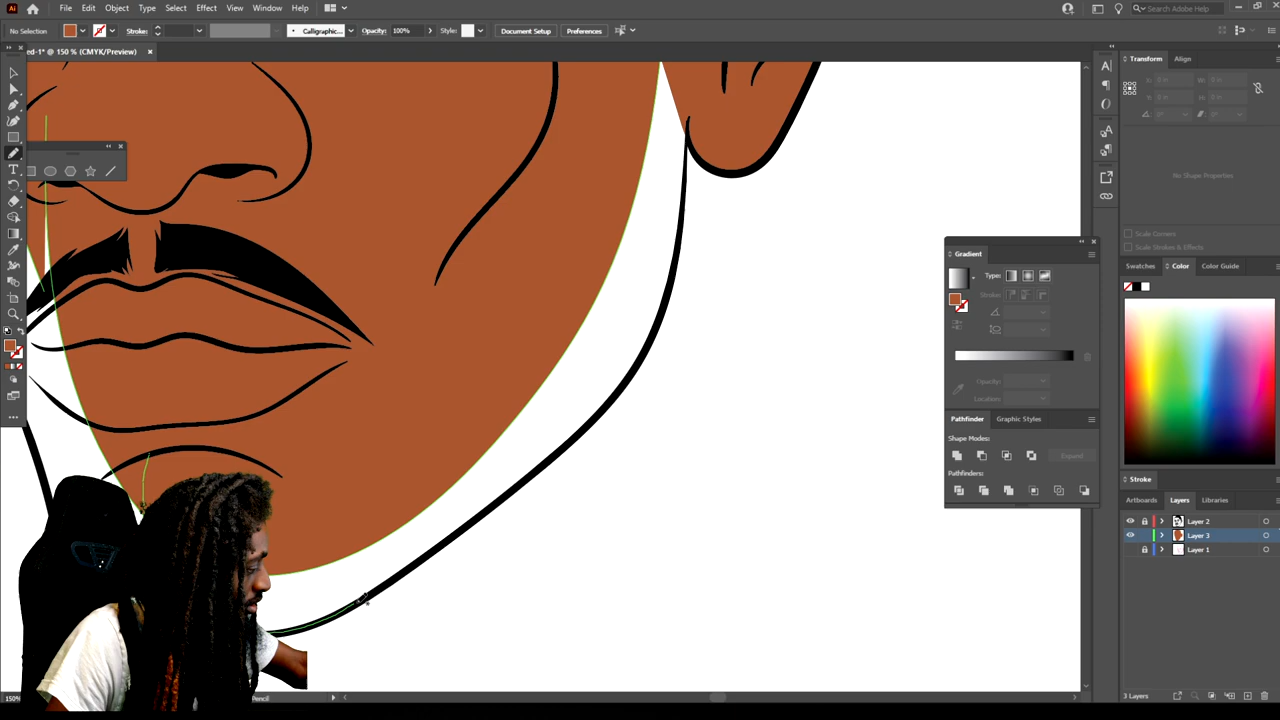 Ai File Edit Object Type Select Effect View Window Help Search Adobe Help
No Selection Stroke: Calligraphic... Opacity: 100% Style: Document Setup Preferences
ed-1* @ 150 % (CMYK/Preview) ×
Transform Align
No Shape Properties
Scale Corners
Scale Strokes & Effects
Gradient
Type:
Stroke:
Opacity:
Location:
Swatches Color Color Guide
Pathfinder Graphic Styles
Shape Modes:
Expand
Pathfinders:
Stroke
Artboards Layers Libraries
Layer 2
Layer 3
Layer 1
150% Pencil 3 Layers